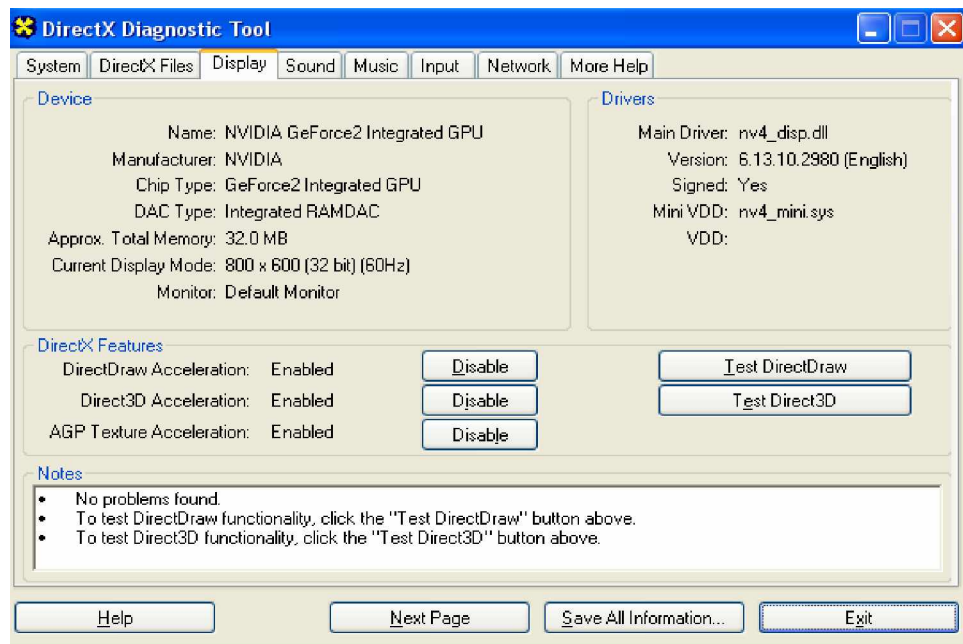 DirectX Diagnostic Tool
System DirectX Files Display Sound Music Input Network More Help
Device
Name: NVIDIA GeForce2 Integrated GPU
Manufacturer: NVIDIA
Chip Type: GeForce2 Integrated GPU
DAC Type: Integrated RAMDAC
Approx. Total Memory: 32.0 MB
Current Display Mode: 800 x 600 (32 bit) (60Hz)
Monitor: Default Monitor
Drivers
Main Driver: nv4_disp.dll
Version: 6.13.10.2980 (English)
Signed: Yes
Mini VDD: nv4_mini.sys
VDD:
DirectX Features
DirectDraw Acceleration: Enabled Disable Test DirectDraw
Direct3D Acceleration: Enabled Disable Test Direct3D
AGP Texture Acceleration: Enabled Disable
Notes
• No problems found.
• To test DirectDraw functionality, click the "Test DirectDraw" button above.
• To test Direct3D functionality, click the "Test Direct3D" button above.
Help Next Page Save All Information... Exit